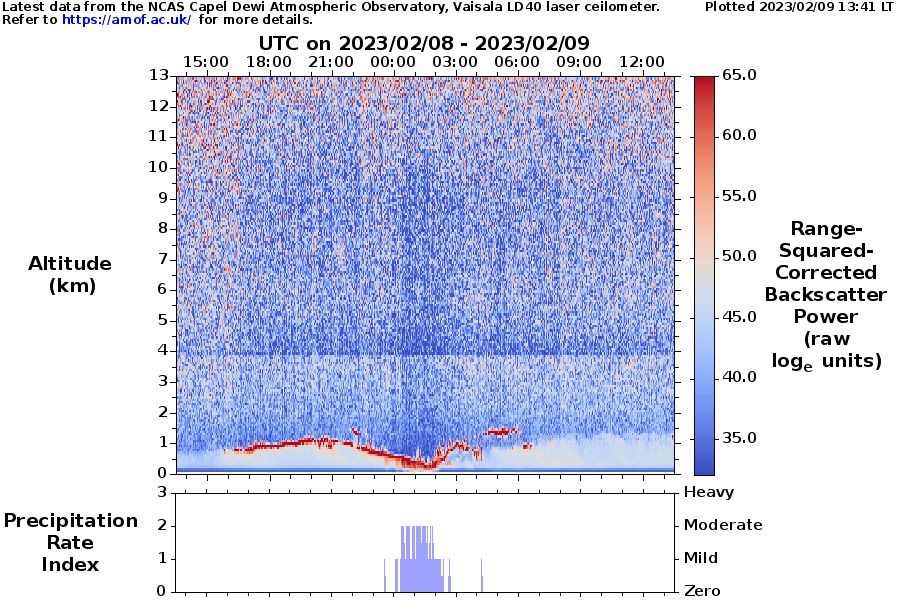 Latest data from the NCAS Capel Dewi Atmospheric Observatory, Vaisala LD40 laser ceilometer. Plotted 2023/02/09 13:41 LT
Refer to https://amof.ac.uk/ for more details.
UTC on 2023/02/08 - 2023/02/09
15:00 18:00 21:00 00:00 03:00 06:00 09:00 12:00
13
12
11
10
9
8
7
6
5
4
3
2
1
0
Altitude
(km)
65.0
60.0
55.0
50.0
45.0
40.0
35.0
Range-
Squared-
Corrected
Backscatter
Power
(raw
loge units)
3
2
1
0
Precipitation
Rate
Index
Heavy
Moderate
Mild
Zero